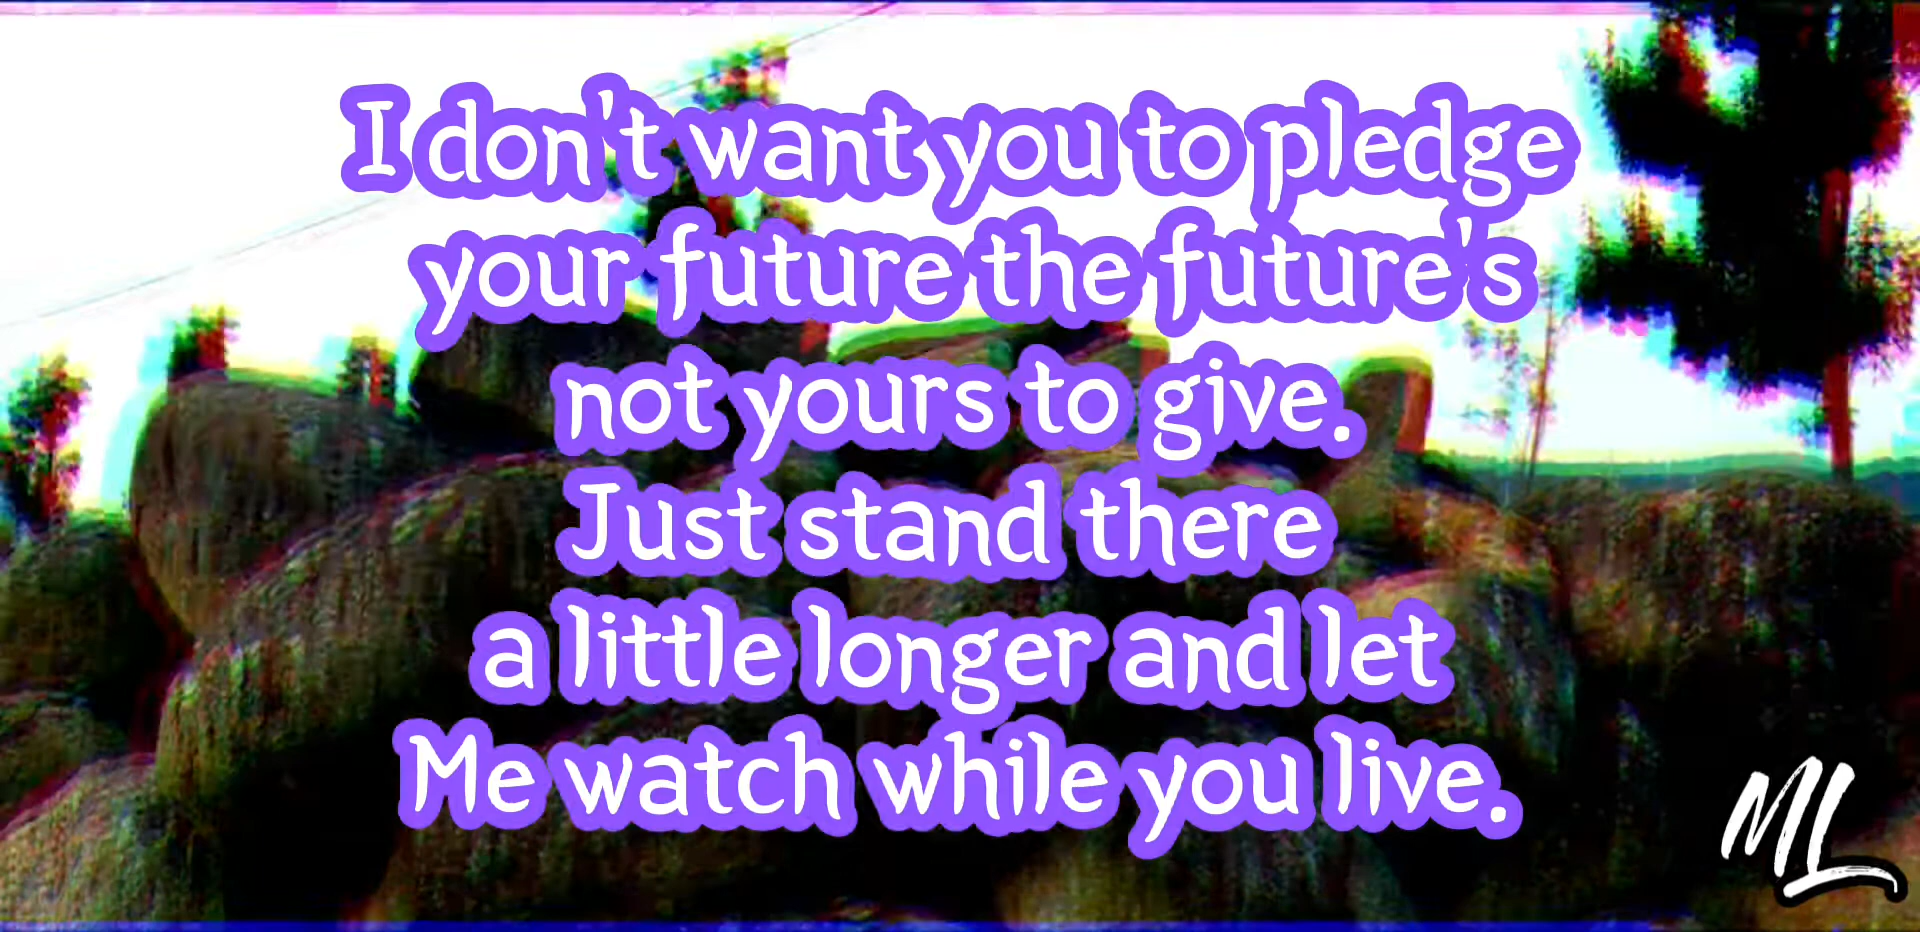 I don't want you to pledge
your future the future's
not yours to give.
Just stand there
a little longer and let
Me watch while you live.
ML